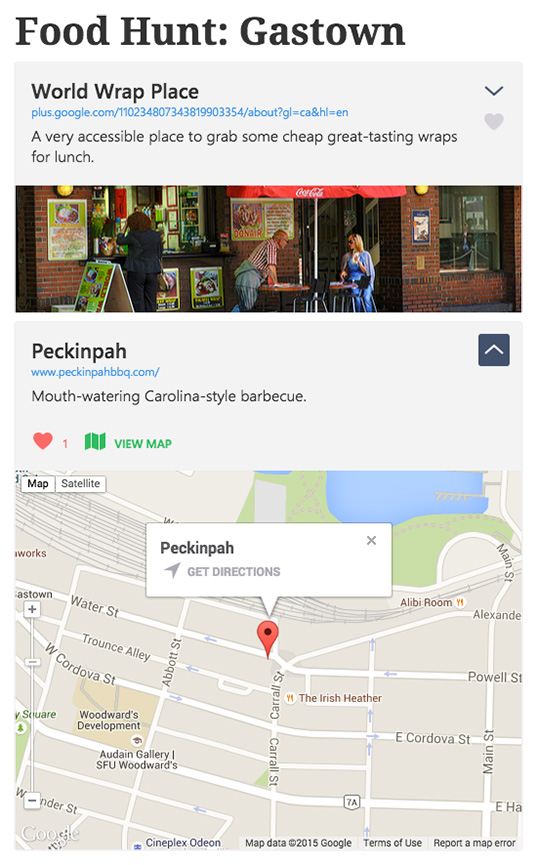 Food Hunt: Gastown
World Wrap Place
plus.google.com/110234807343819903354/about?gl=ca&hl=en
A very accessible place to grab some cheap great-tasting wraps
for lunch.
Coca-Cola
DONAIR
Peckinpah
www.peckinpahbbq.com/
Mouth-watering Carolina-style barbecue.
1
VIEW MAP
Map Satellite
Peckinpah
GET DIRECTIONS
Main St
aworks
Alibi Room
Gastown
Alexande
Water St
Trounce Alley
Abbott St
W Cordova St
Powell St
Carrall St
The Irish Heather
y Square
Woodward's
Development
E Cordova St
Main St
Carrall St
Audain Gallery |
SFU Woodward's
7A
E Ha
Google
Cineplex Odeon
Map data ©2015 Google
Terms of Use
Report a map error